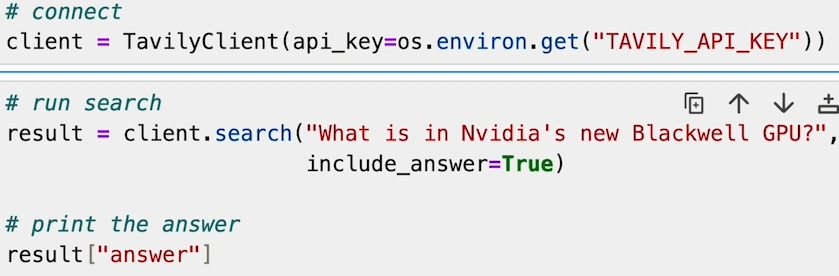 # connect
client = TavilyClient(api_key=os.environ.get("TAVILY_API_KEY"))
# run search
result = client.search("What is in Nvidia's new Blackwell GPU?",
                       include_answer=True)
# print the answer
result["answer"]